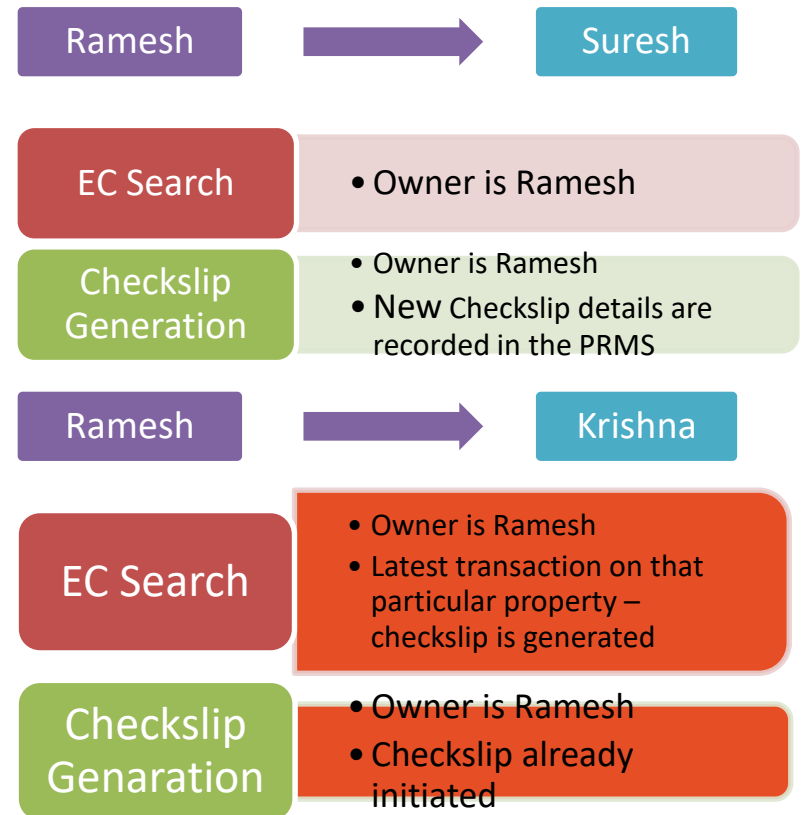 Ramesh
Suresh
EC Search
• Owner is Ramesh
Checkslip
Generation
• Owner is Ramesh
• New Checkslip details are
recorded in the PRMS
Ramesh
Krishna
EC Search
• Owner is Ramesh
• Latest transaction on that
particular property –
checkslip is generated
Checkslip
Genaration
• Owner is Ramesh
• Checkslip already
initiated